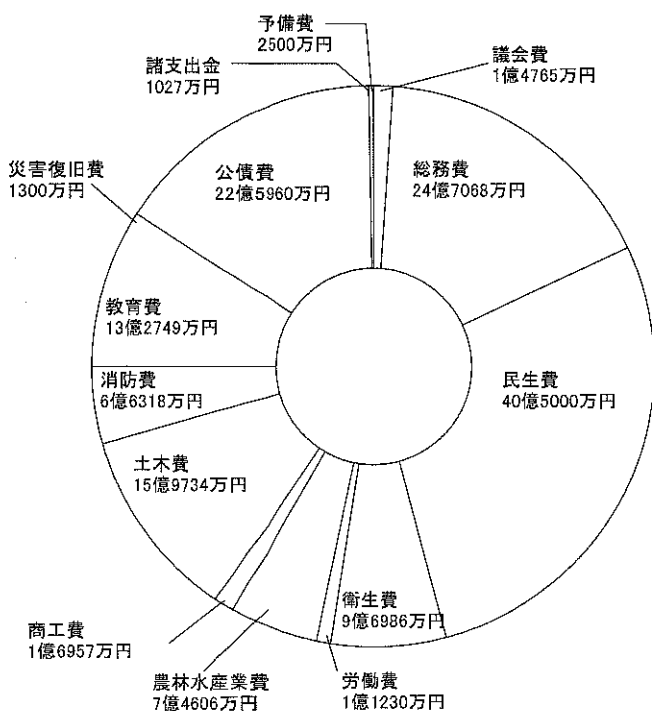 予備費
2500万円
議会費
1億4765万円
諸支出金
1027万円
総務費
24億7068万円
公債費
22億5960万円
災害復旧費
1300万円
教育費
13億2749万円
民生費
40億5000万円
消防費
6億6318万円
土木費
15億9734万円
衛生費
9億6986万円
商工費
1億6957万円
農林水産業費
7億4606万円
労働費
1億1230万円